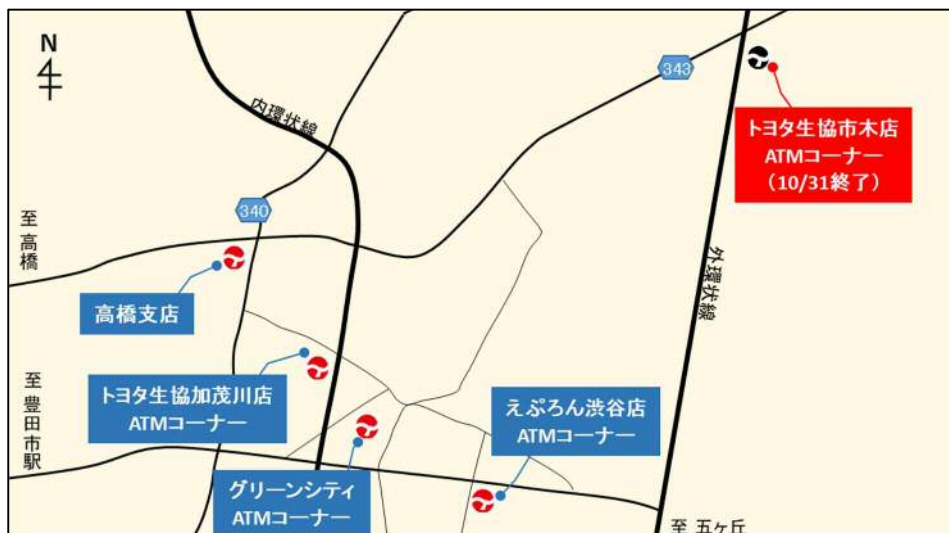 N
343
トヨタ生協市木店
ATMコーナー
（10/31終了）
内環状線
340
至 高橋
高橋支店
外環状線
トヨタ生協加茂川店
ATMコーナー
至 豊田市駅
えぷろん渋谷店
ATMコーナー
グリーンシティ
ATMコーナー
至 五ケ丘